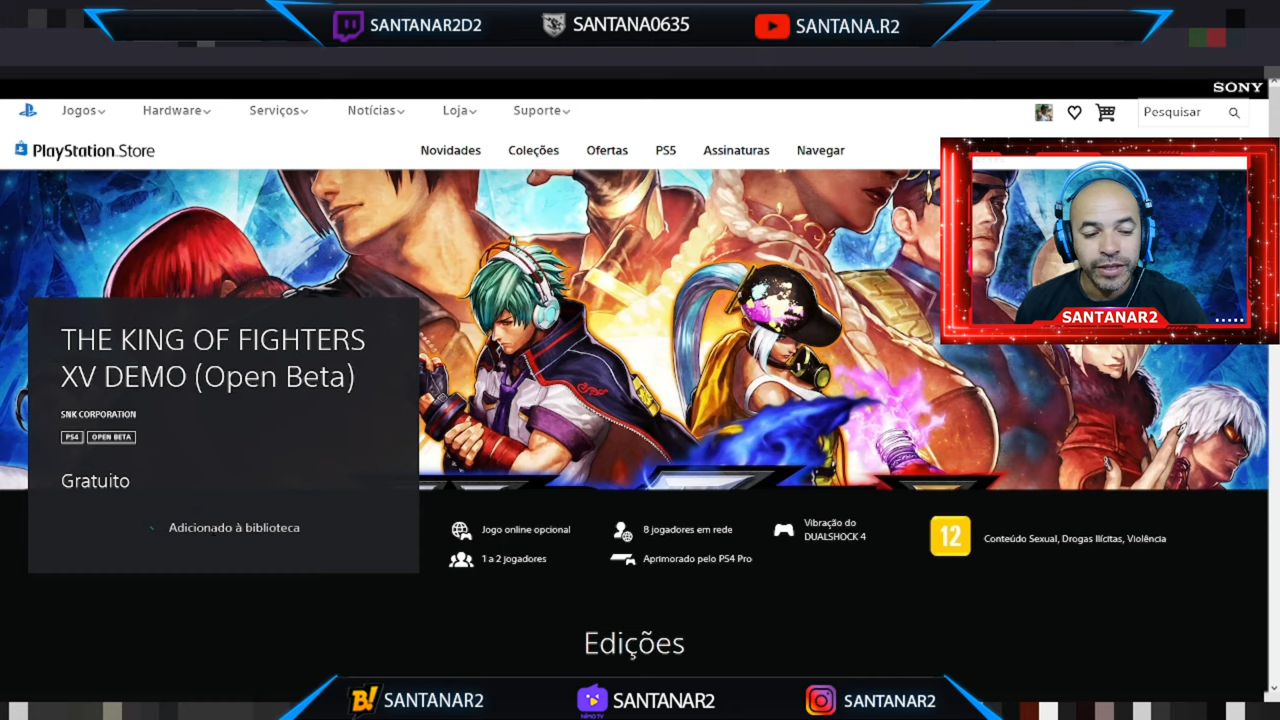 SANTANAR2D2
SANTANA0635
SANTANA.R2
SONY
Jogos
Hardware
Serviços
Notícias
Loja
Suporte
Pesquisar
PlayStation.Store
Novidades
Coleções
Ofertas
PS5
Assinaturas
Navegar
SANTANAR2
THE KING OF FIGHTERS
XV DEMO (Open Beta)
SNK CORPORATION
PS4
OPEN BETA
Gratuito
Adicionado à biblioteca
Jogo online opcional
8 jogadores em rede
Vibração do
DUALSHOCK 4
1 a 2 jogadores
Aprimorado pelo PS4 Pro
12
Conteúdo Sexual, Drogas Ilícitas, Violência
Edições
B!
SANTANAR2
NIMO TV
SANTANAR2
SANTANAR2